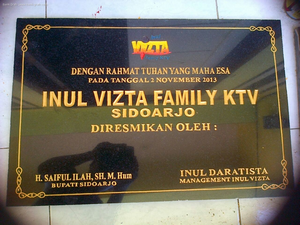 VIZTA
DENGAN RAHMAT TUHAN YANG MAHA ESA
PADA TANGGAL 2 NOVEMBER 2013
INUL VIZTA FAMILY KTV
SIDOARJO
DIRESMIKAN OLEH :
H. SAIFUL ILAH, SH. M. Hum
BUPATI SIDOARJO
INUL DARATISTA
MANAGEMENT INUL VIZTA